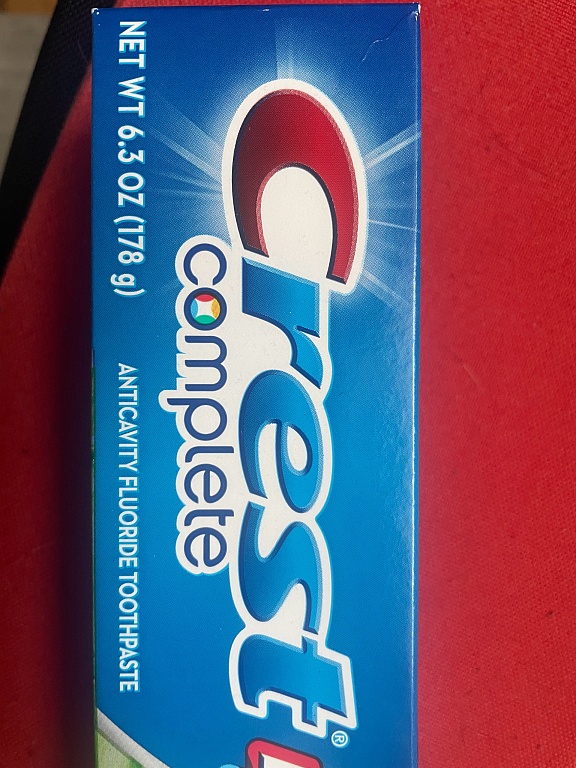 Crest®
complete
NET WT 6.3 OZ (178 g)
ANTICAVITY FLUORIDE TOOTHPASTE